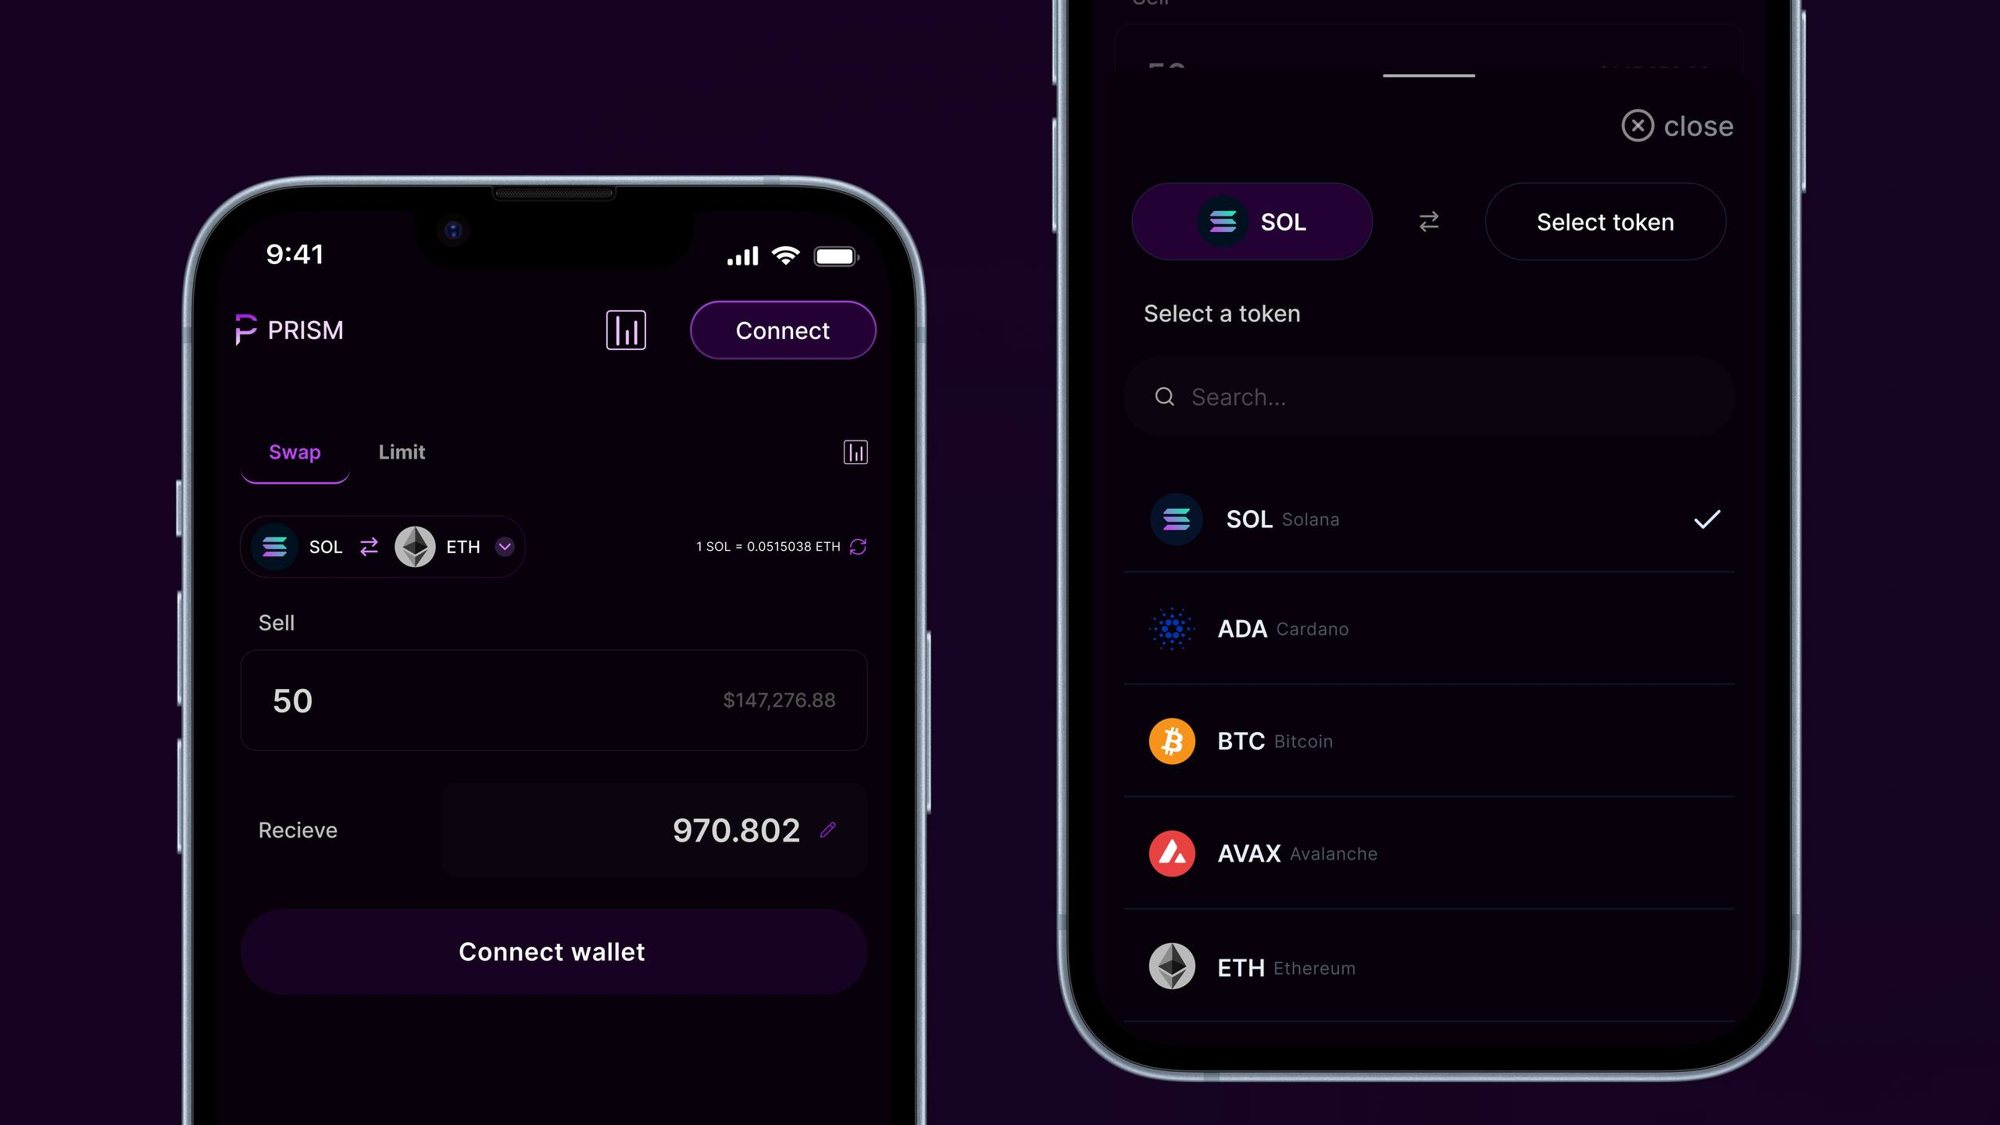 9:41
PRISM
Connect
Swap
Limit
SOL ETH
1 SOL = 0.0515038 ETH
Sell
50
$147,276.88
Recieve
970.802
Connect wallet
Sell
50
close
SOL
Select token
Select a token
Search...
SOL Solana
ADA Cardano
BTC Bitcoin
AVAX Avalanche
ETH Ethereum